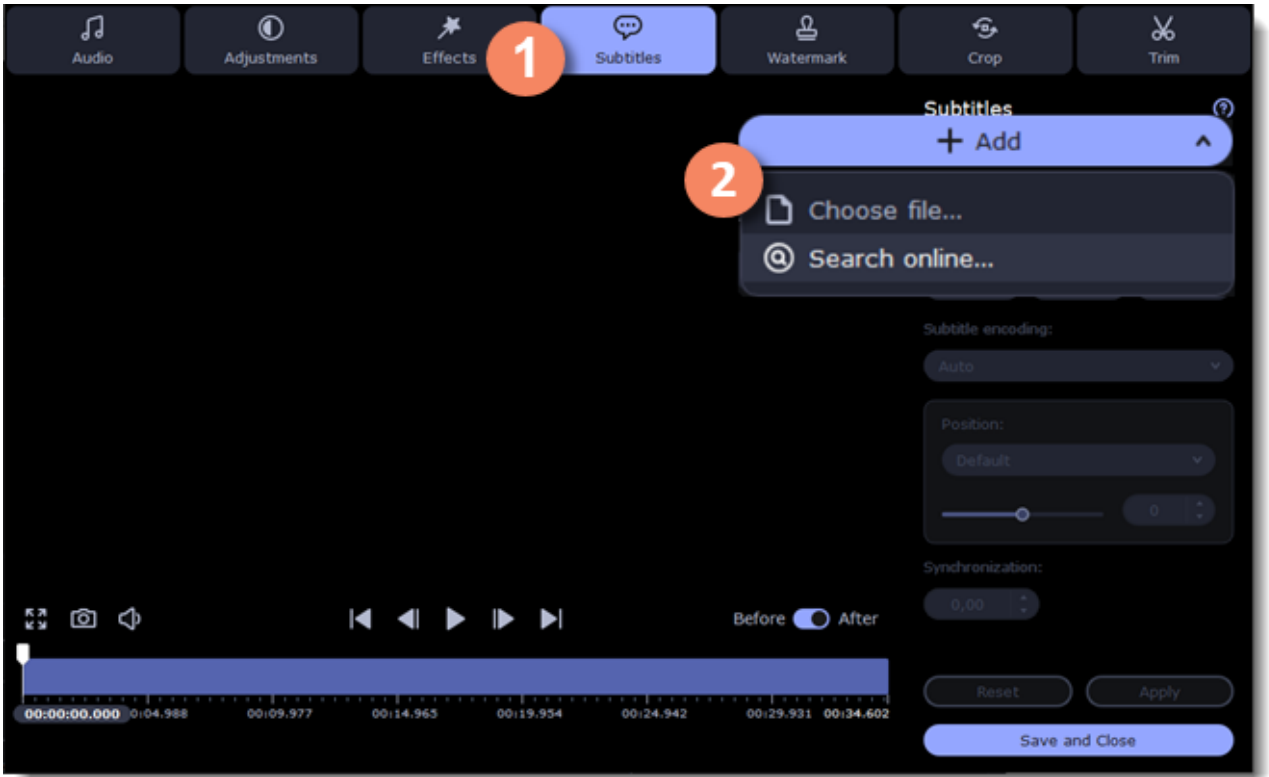 Audio
Adjustments
Effects
1
Subtitles
Watermark
Crop
Trim
Subtitles
+ Add
2
Choose file...
Search online...
Subtitle encoding:
Auto
Position:
Default
0
Synchronization:
0,00
Before After
00:00:00.000 0:04.988 00:09.977 00:14.965 00:19.954 00:24.942 00:29.931 00:34.602
Reset Apply
Save and Close